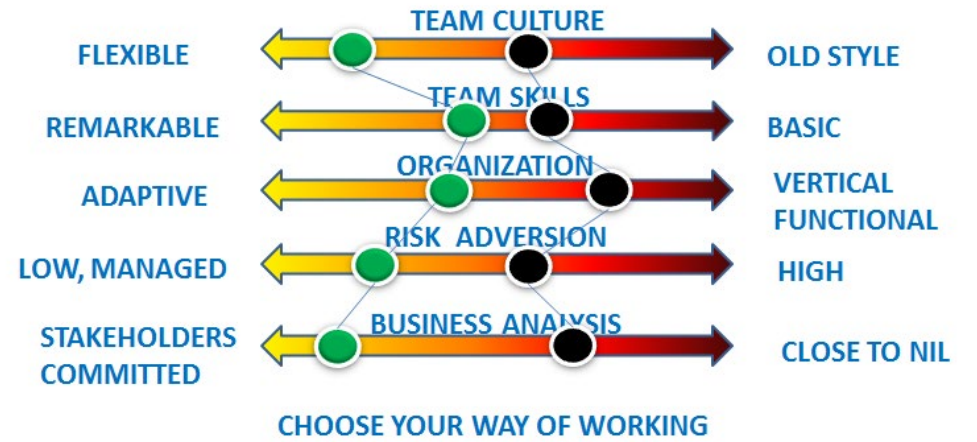 TEAM CULTURE
FLEXIBLE
OLD STYLE
TEAM SKILLS
REMARKABLE
BASIC
ORGANIZATION
ADAPTIVE
VERTICAL
FUNCTIONAL
RISK ADVERSION
LOW, MANAGED
HIGH
BUSINESS ANALYSIS
STAKEHOLDERS
COMMITTED
CLOSE TO NIL
CHOOSE YOUR WAY OF WORKING